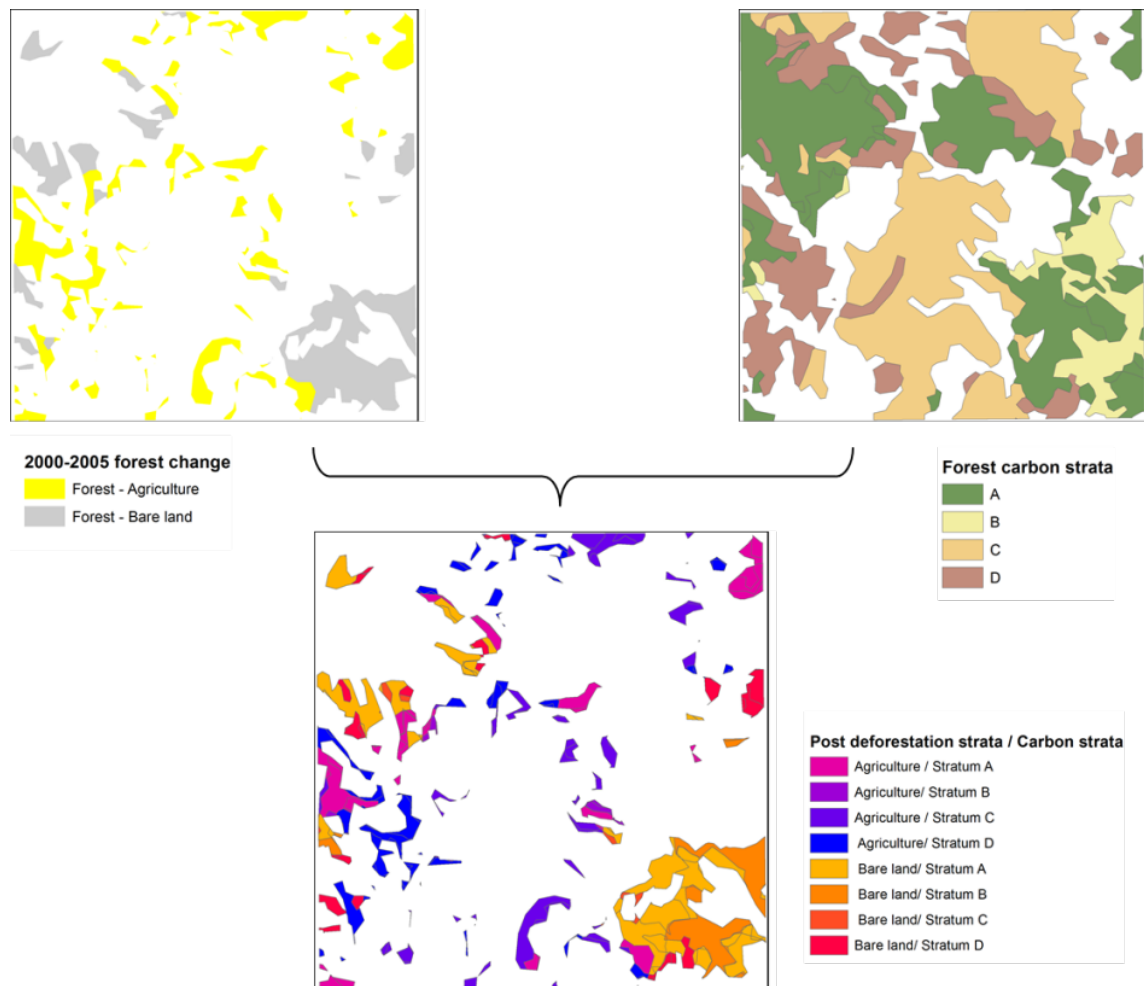 2000-2005 forest change
Forest - Agriculture
Forest - Bare land
Forest carbon strata
A
B
C
D
Post deforestation strata / Carbon strata
Agriculture / Stratum A
Agriculture/ Stratum B
Agriculture/ Stratum C
Agriculture/ Stratum D
Bare land/ Stratum A
Bare land/ Stratum B
Bare land/ Stratum C
Bare land/ Stratum D